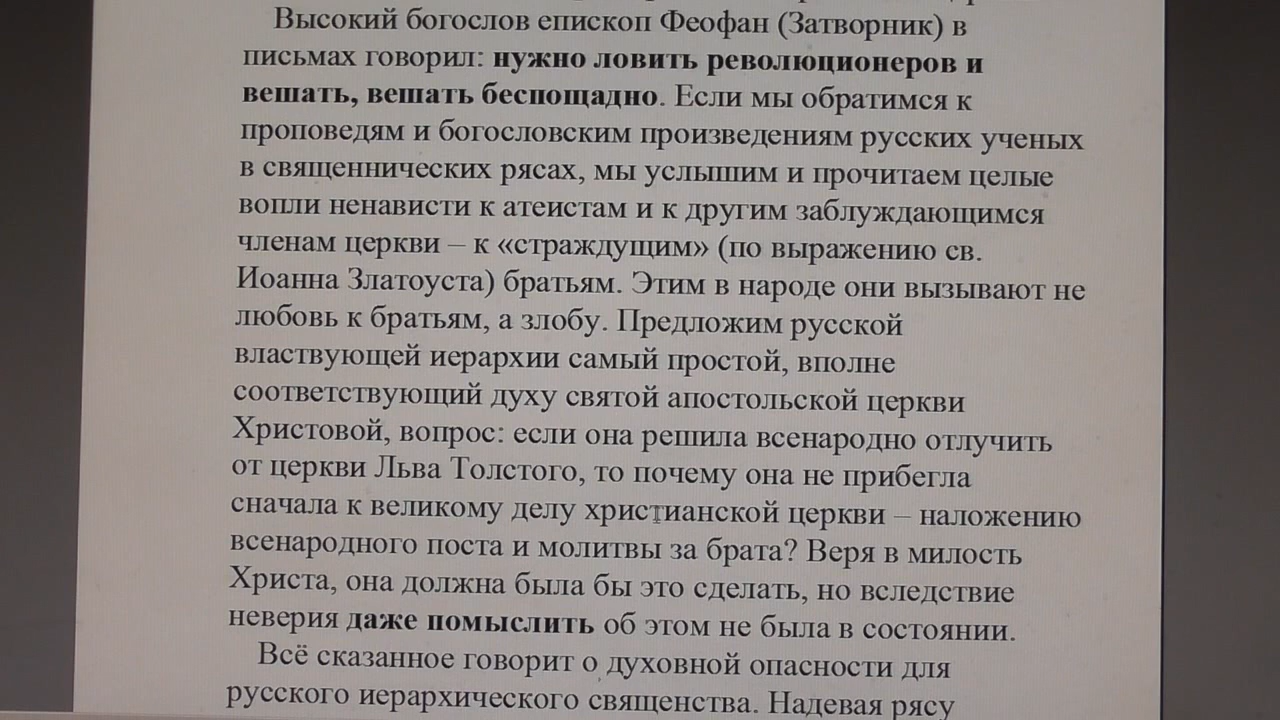 Высокий богослов епископ Феофан (Затворник) в
письмах говорил: нужно ловить революционеров и
вешать, вешать беспощадно. Если мы обратимся к
проповедям и богословским произведениям русских ученых
в священнических рясах, мы услышим и прочитаем целые
вопли ненависти к атеистам и к другим заблуждающимся
членам церкви – к «страждущим» (по выражению св.
Иоанна Златоуста) братьям. Этим в народе они вызывают не
любовь к братьям, а злобу. Предложим русской
властвующей иерархии самый простой, вполне
соответствующий духу святой апостольской церкви
Христовой, вопрос: если она решила всенародно отлучить
от церкви Льва Толстого, то почему она не прибегла
сначала к великому делу христианской церкви – наложению
всенародного поста и молитвы за брата? Веря в милость
Христа, она должна была бы это сделать, но вследствие
неверия даже помыслить об этом не была в состоянии.
Всё сказанное говорит о духовной опасности для
русского иерархического священства. Надевая рясу